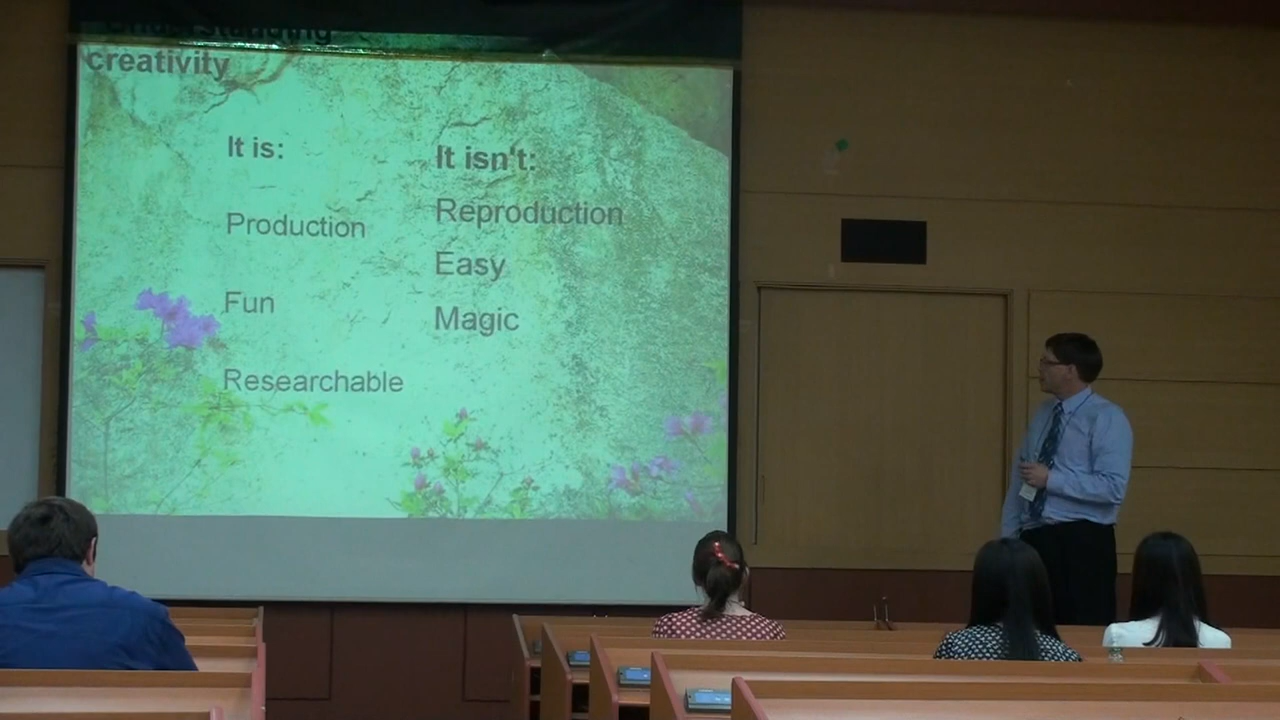 creativity
It is:
Production
Fun
Researchable
It isn't:
Reproduction
Easy
Magic